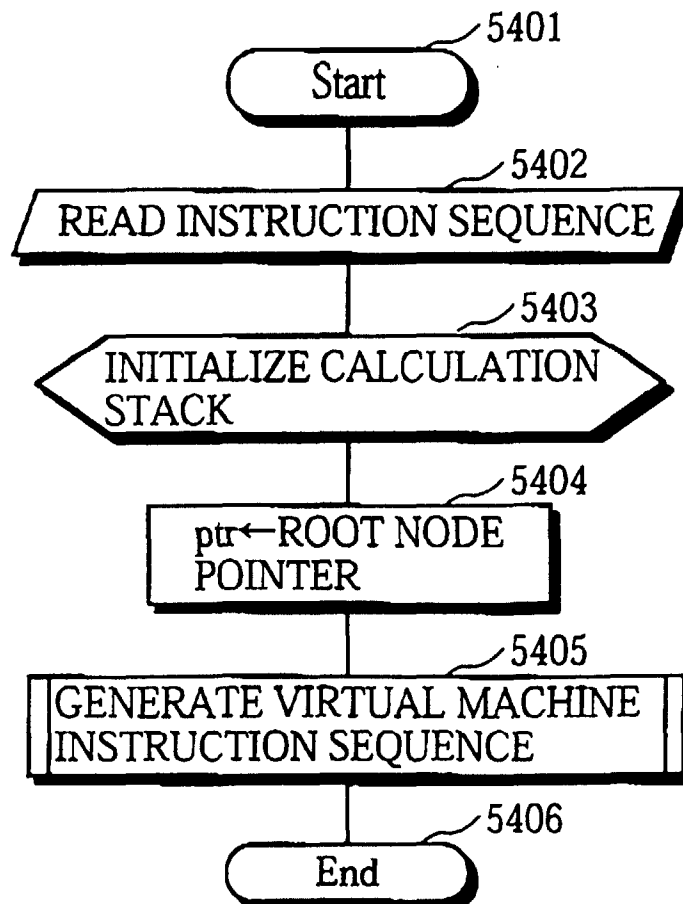 5401
Start
5402
READ INSTRUCTION SEQUENCE
5403
INITIALIZE CALCULATION
STACK
5404
ptr←ROOT NODE
POINTER
5405
GENERATE VIRTUAL MACHINE
INSTRUCTION SEQUENCE
5406
End